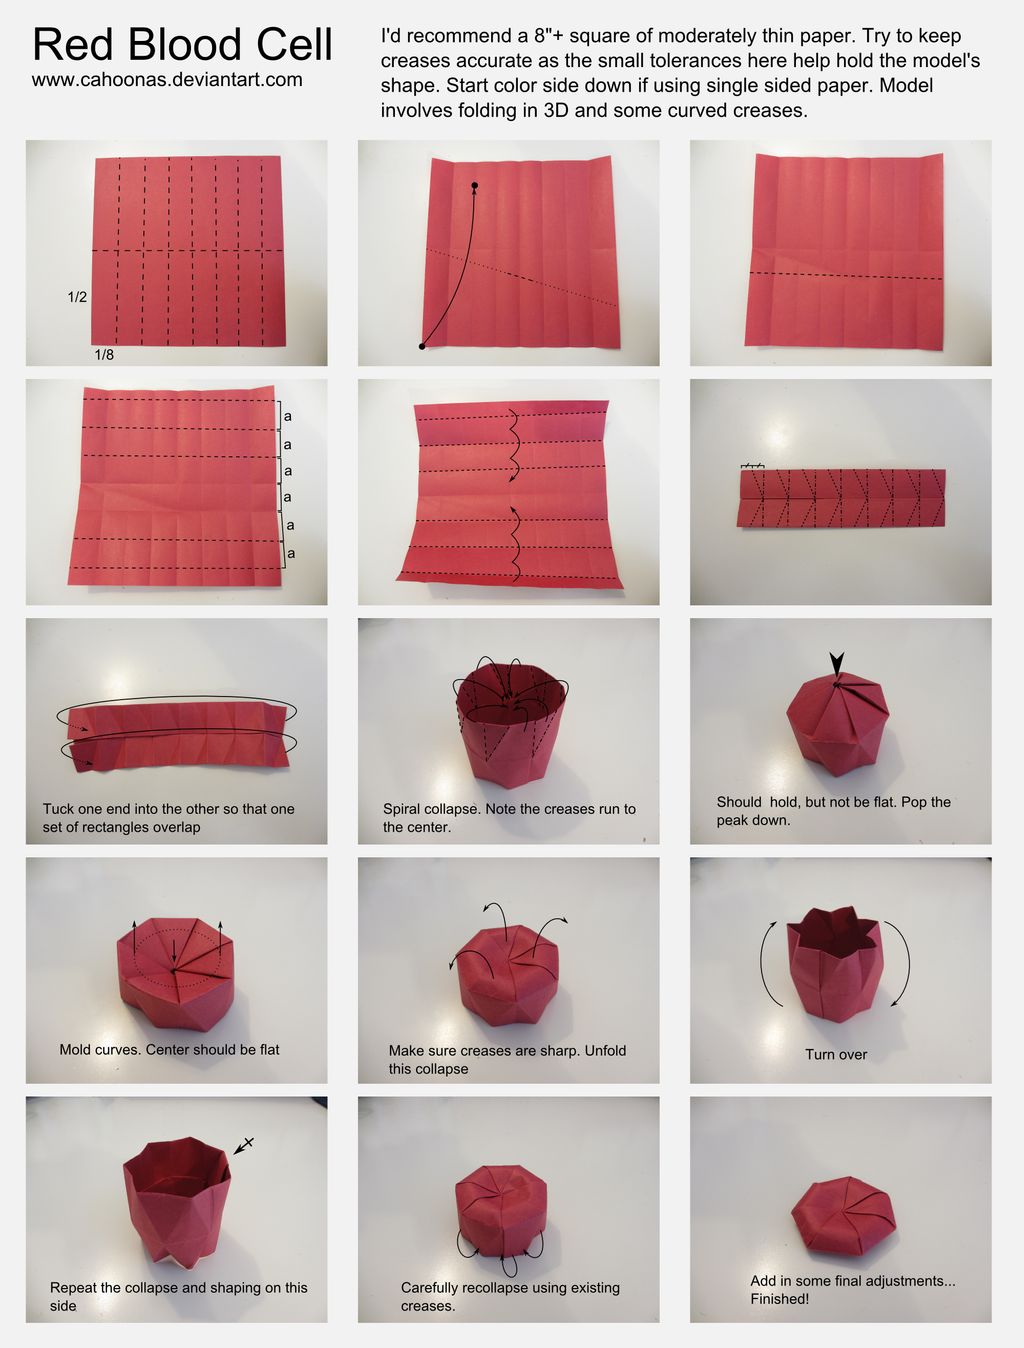 Red Blood Cell
www.cahoonas.deviantart.com
I'd recommend a 8"+ square of moderately thin paper. Try to keep
creases accurate as the small tolerances here help hold the model's
shape. Start color side down if using single sided paper. Model
involves folding in 3D and some curved creases.
1/2
1/8
a
a
a
a
a
a
Tuck one end into the other so that one
set of rectangles overlap
Spiral collapse. Note the creases run to
the center.
Should  hold, but not be flat. Pop the
peak down.
Mold curves. Center should be flat
Make sure creases are sharp. Unfold
this collapse
Turn over
Repeat the collapse and shaping on this
side
Carefully recollapse using existing
creases.
Add in some final adjustments...
Finished!